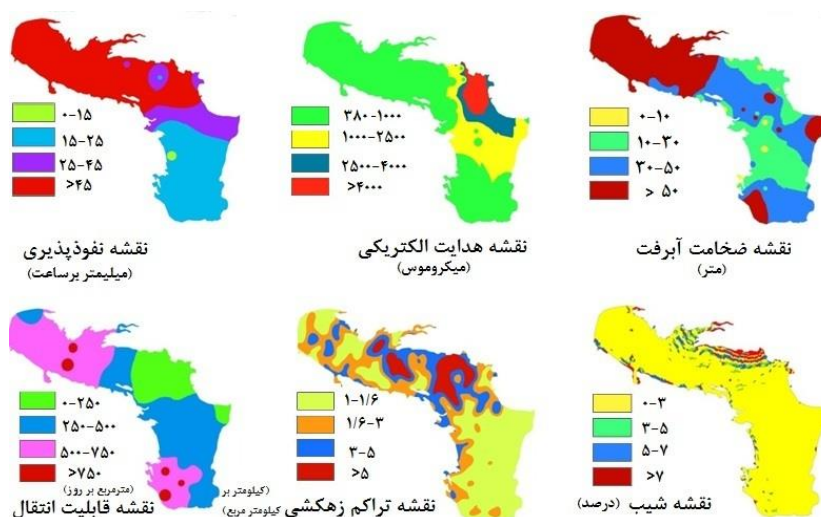 ۰-۱۵
۱۵-۲۵
۲۵-۴۵
>۴۵
نقشه نفوذپذیری
(میلیمتر برساعت)
۳۸۰-۱۰۰۰
۱۰۰۰-۲۵۰۰
۲۵۰۰-۴۰۰۰
>۴۰۰۰
نقشه هدایت الکتریکی
(میکروموس)
۰-۱۰
۱۰-۳۰
۳۰-۵۰
> ۵۰
نقشه ضخامت آبرفت
(متر)
۰-۲۵۰
۲۵۰-۵۰۰
۵۰۰-۷۵۰
>۷۵۰
(مترمربع بر روز)
نقشه قابلیت انتقال
۱-۱/۶
۱/۶-۳
۳-۵
>۵
(کیلومتر بر
نقشه تراکم زهکشی کیلومتر مربع)
۰-۳
۳-۵
۵-۷
>۷
نقشه شیب (درصد)